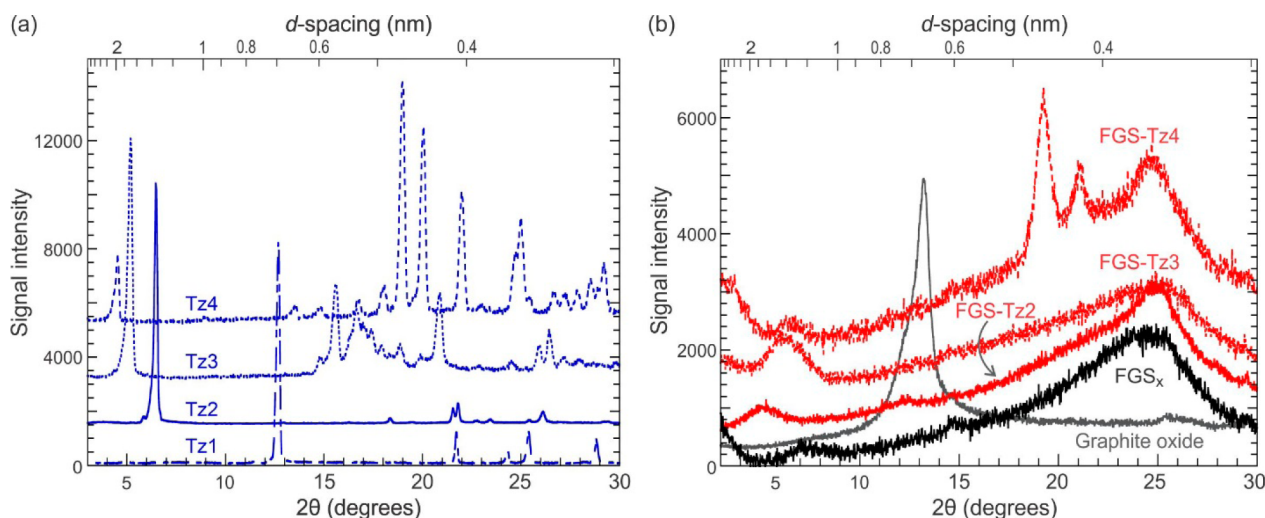 (a)
d-spacing (nm)
2 1 0.8 0.6 0.4
Signal intensity
12000
8000
4000
0
Tz4
Tz3
Tz2
Tz1
5 10 15 20 25 30
2θ (degrees)
(b)
d-spacing (nm)
2 1 0.8 0.6 0.4
Signal intensity
6000
4000
2000
0
FGS-Tz4
FGS-Tz3
FGS-Tz2
FGSx
Graphite oxide
5 10 15 20 25 30
2θ (degrees)